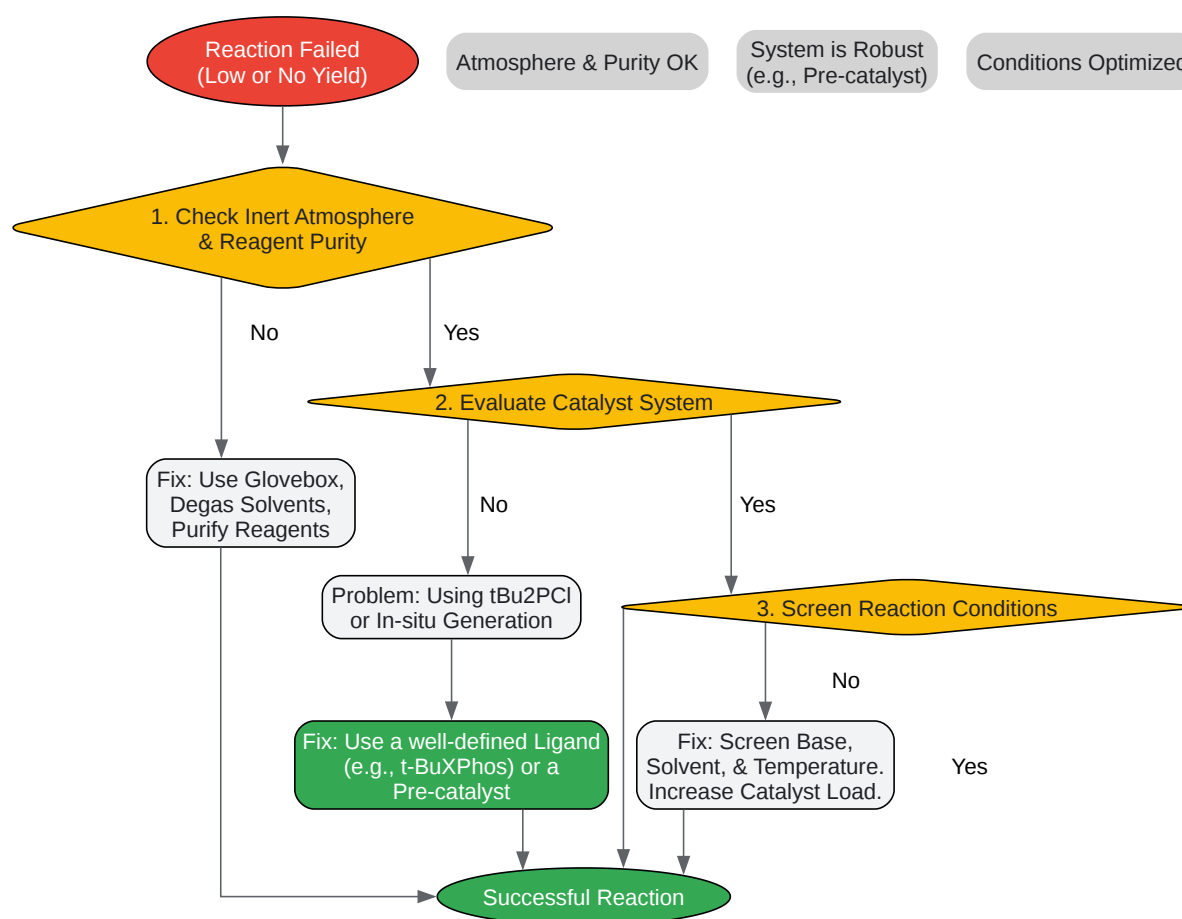 Reaction Failed
(Low or No Yield)
Atmosphere & Purity OK
System is Robust
(e.g., Pre-catalyst)
Conditions Optimized
1. Check Inert Atmosphere
& Reagent Purity
No
Yes
2. Evaluate Catalyst System
Fix: Use Glovebox,
Degas Solvents,
Purify Reagents
No
Yes
Problem: Using tBu2PCl
or In-situ Generation
3. Screen Reaction Conditions
No
Fix: Use a well-defined Ligand
(e.g., t-BuXPhos) or a
Pre-catalyst
Fix: Screen Base,
Solvent, & Temperature.
Increase Catalyst Load.
Yes
Successful Reaction